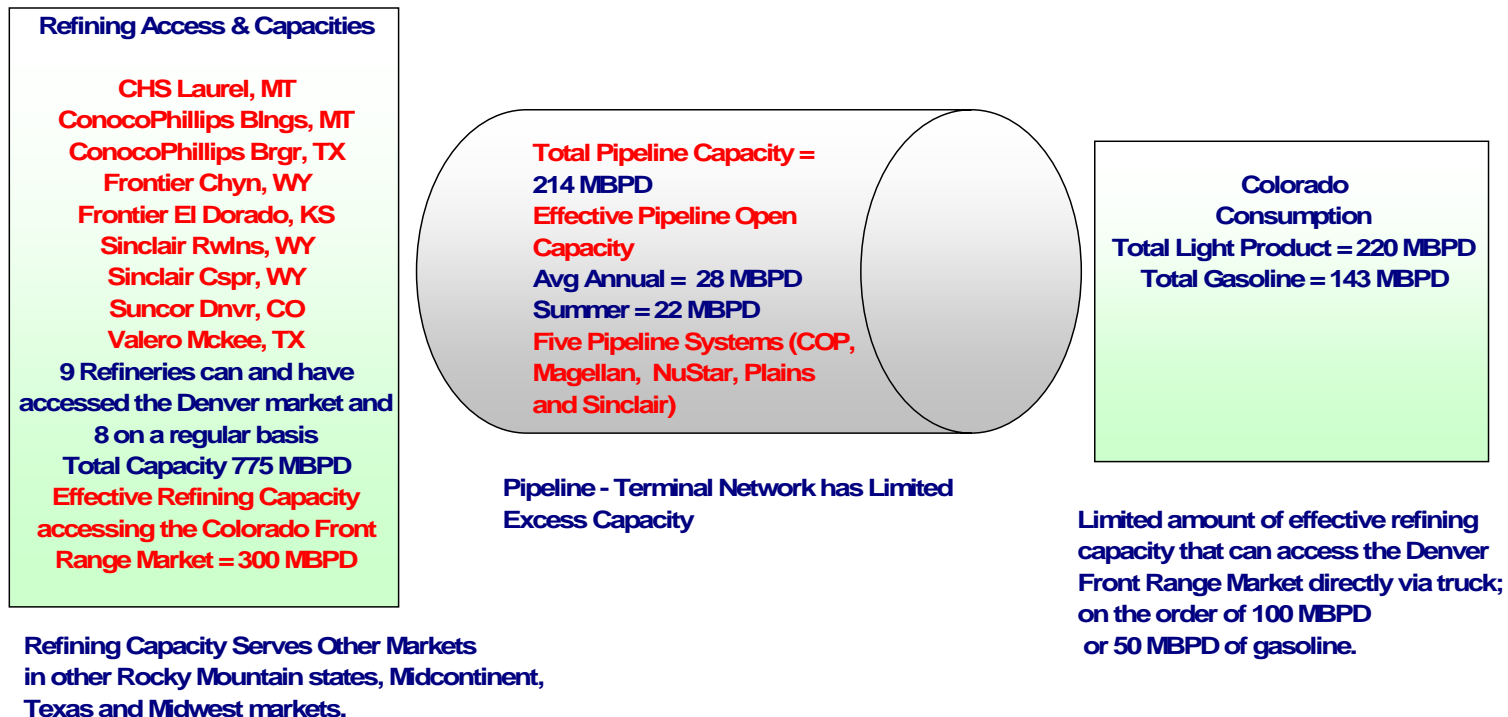 Refining Access & Capacities
CHS Laurel, MT
ConocoPhillips Blngs, MT
ConocoPhillips Brgr, TX
Frontier Chyn, WY
Frontier El Dorado, KS
Sinclair Rwlns, WY
Sinclair Cspr, WY
Suncor Dnvr, CO
Valero Mckee, TX
9 Refineries can and have
accessed the Denver market and
8 on a regular basis
Total Capacity 775 MBPD
Effective Refining Capacity
accessing the Colorado Front
Range Market = 300 MBPD
Refining Capacity Serves Other Markets
in other Rocky Mountain states, Midcontinent,
Texas and Midwest markets.
Total Pipeline Capacity =
214 MBPD
Effective Pipeline Open
Capacity
Avg Annual = 28 MBPD
Summer = 22 MBPD
Five Pipeline Systems (COP,
Magellan, NuStar, Plains
and Sinclair)
Pipeline - Terminal Network has Limited
Excess Capacity
Colorado
Consumption
Total Light Product = 220 MBPD
Total Gasoline = 143 MBPD
Limited amount of effective refining
capacity that can access the Denver
Front Range Market directly via truck;
on the order of 100 MBPD
or 50 MBPD of gasoline.